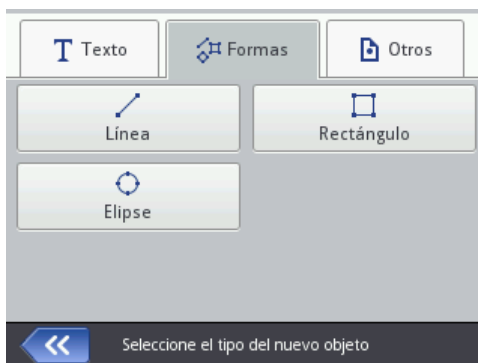 Texto
Formas
Otros
Línea
Rectángulo
Elipse
Seleccione el tipo del nuevo objeto